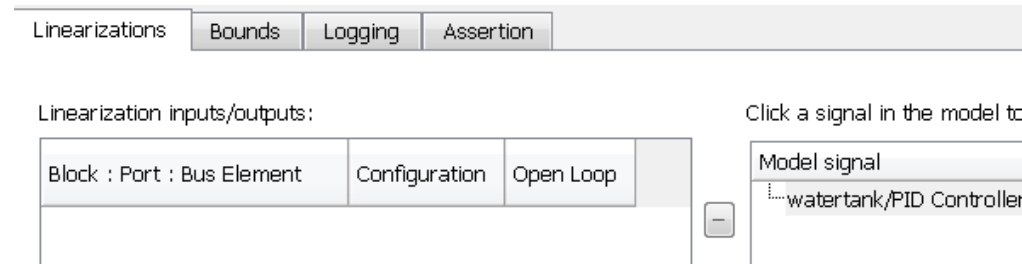 Linearizations Bounds Logging Assertion
Linearization inputs/outputs: Click a signal in the model to
Block : Port : Bus Element Configuration Open Loop Model signal
watertank/PID Controller